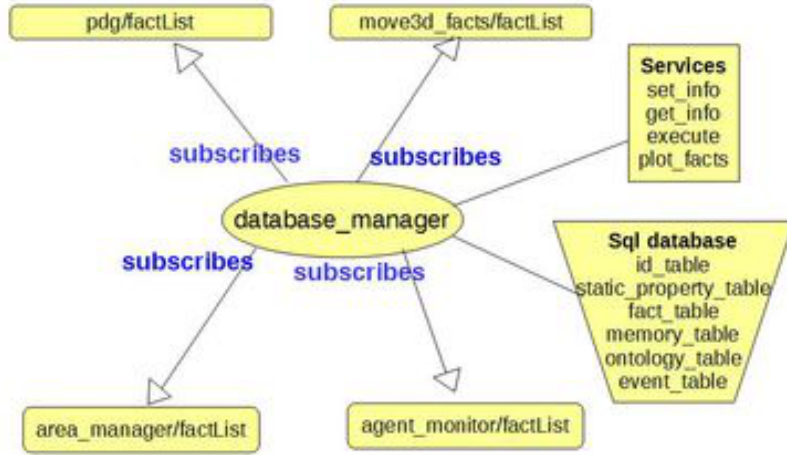 pdg/factList
move3d_facts/factList
Services
set_info
get_info
execute
plot_facts
subscribes
subscribes
database_manager
subscribes
subscribes
Sql database
id_table
static_property_table
fact_table
memory_table
ontology_table
event_table
area_manager/factList
agent_monitor/factList